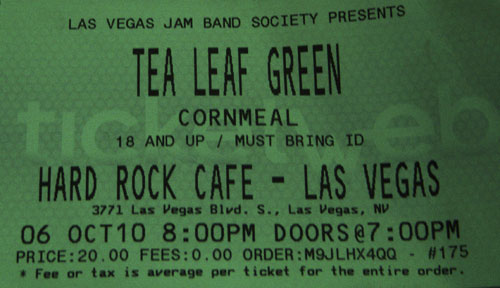 LAS VEGAS JAM BAND SOCIETY PRESENTS
TEA LEAF GREEN
CORNMEAL
18 AND UP / MUST BRING ID
ticketweb
HARD ROCK CAFE - LAS VEGAS
3771 Las Vegas Blvd. S., Las Vegas, NV
06 OCT10 8:00PM DOORS@7:00PM
PRICE:20.00 FEES:0.00 ORDER:M9JLHX4QQ - #175
* Fee or tax is average per ticket for the entire order.